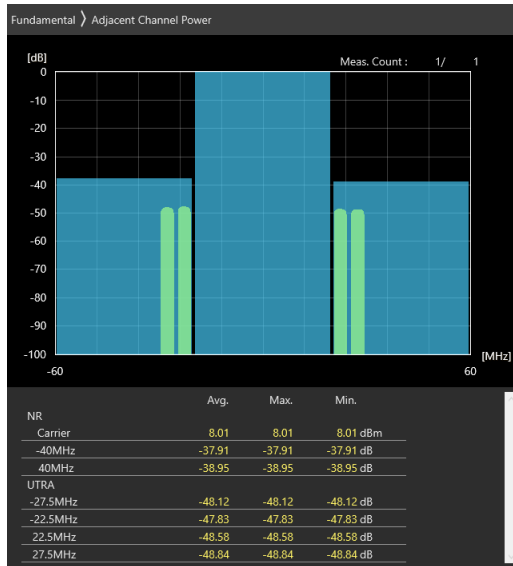 Fundamental ⟩ Adjacent Channel Power
[dB] Meas. Count : 1/ 1
0
-10
-20
-30
-40
-50
-60
-70
-80
-90
-100 [MHz]
-60 60
Avg. Max. Min.
NR
Carrier 8.01 8.01 8.01 dBm
-40MHz -37.91 -37.91 -37.91 dB
40MHz -38.95 -38.95 -38.95 dB
UTRA
-27.5MHz -48.12 -48.12 -48.12 dB
-22.5MHz -47.83 -47.83 -47.83 dB
22.5MHz -48.58 -48.58 -48.58 dB
27.5MHz -48.84 -48.84 -48.84 dB